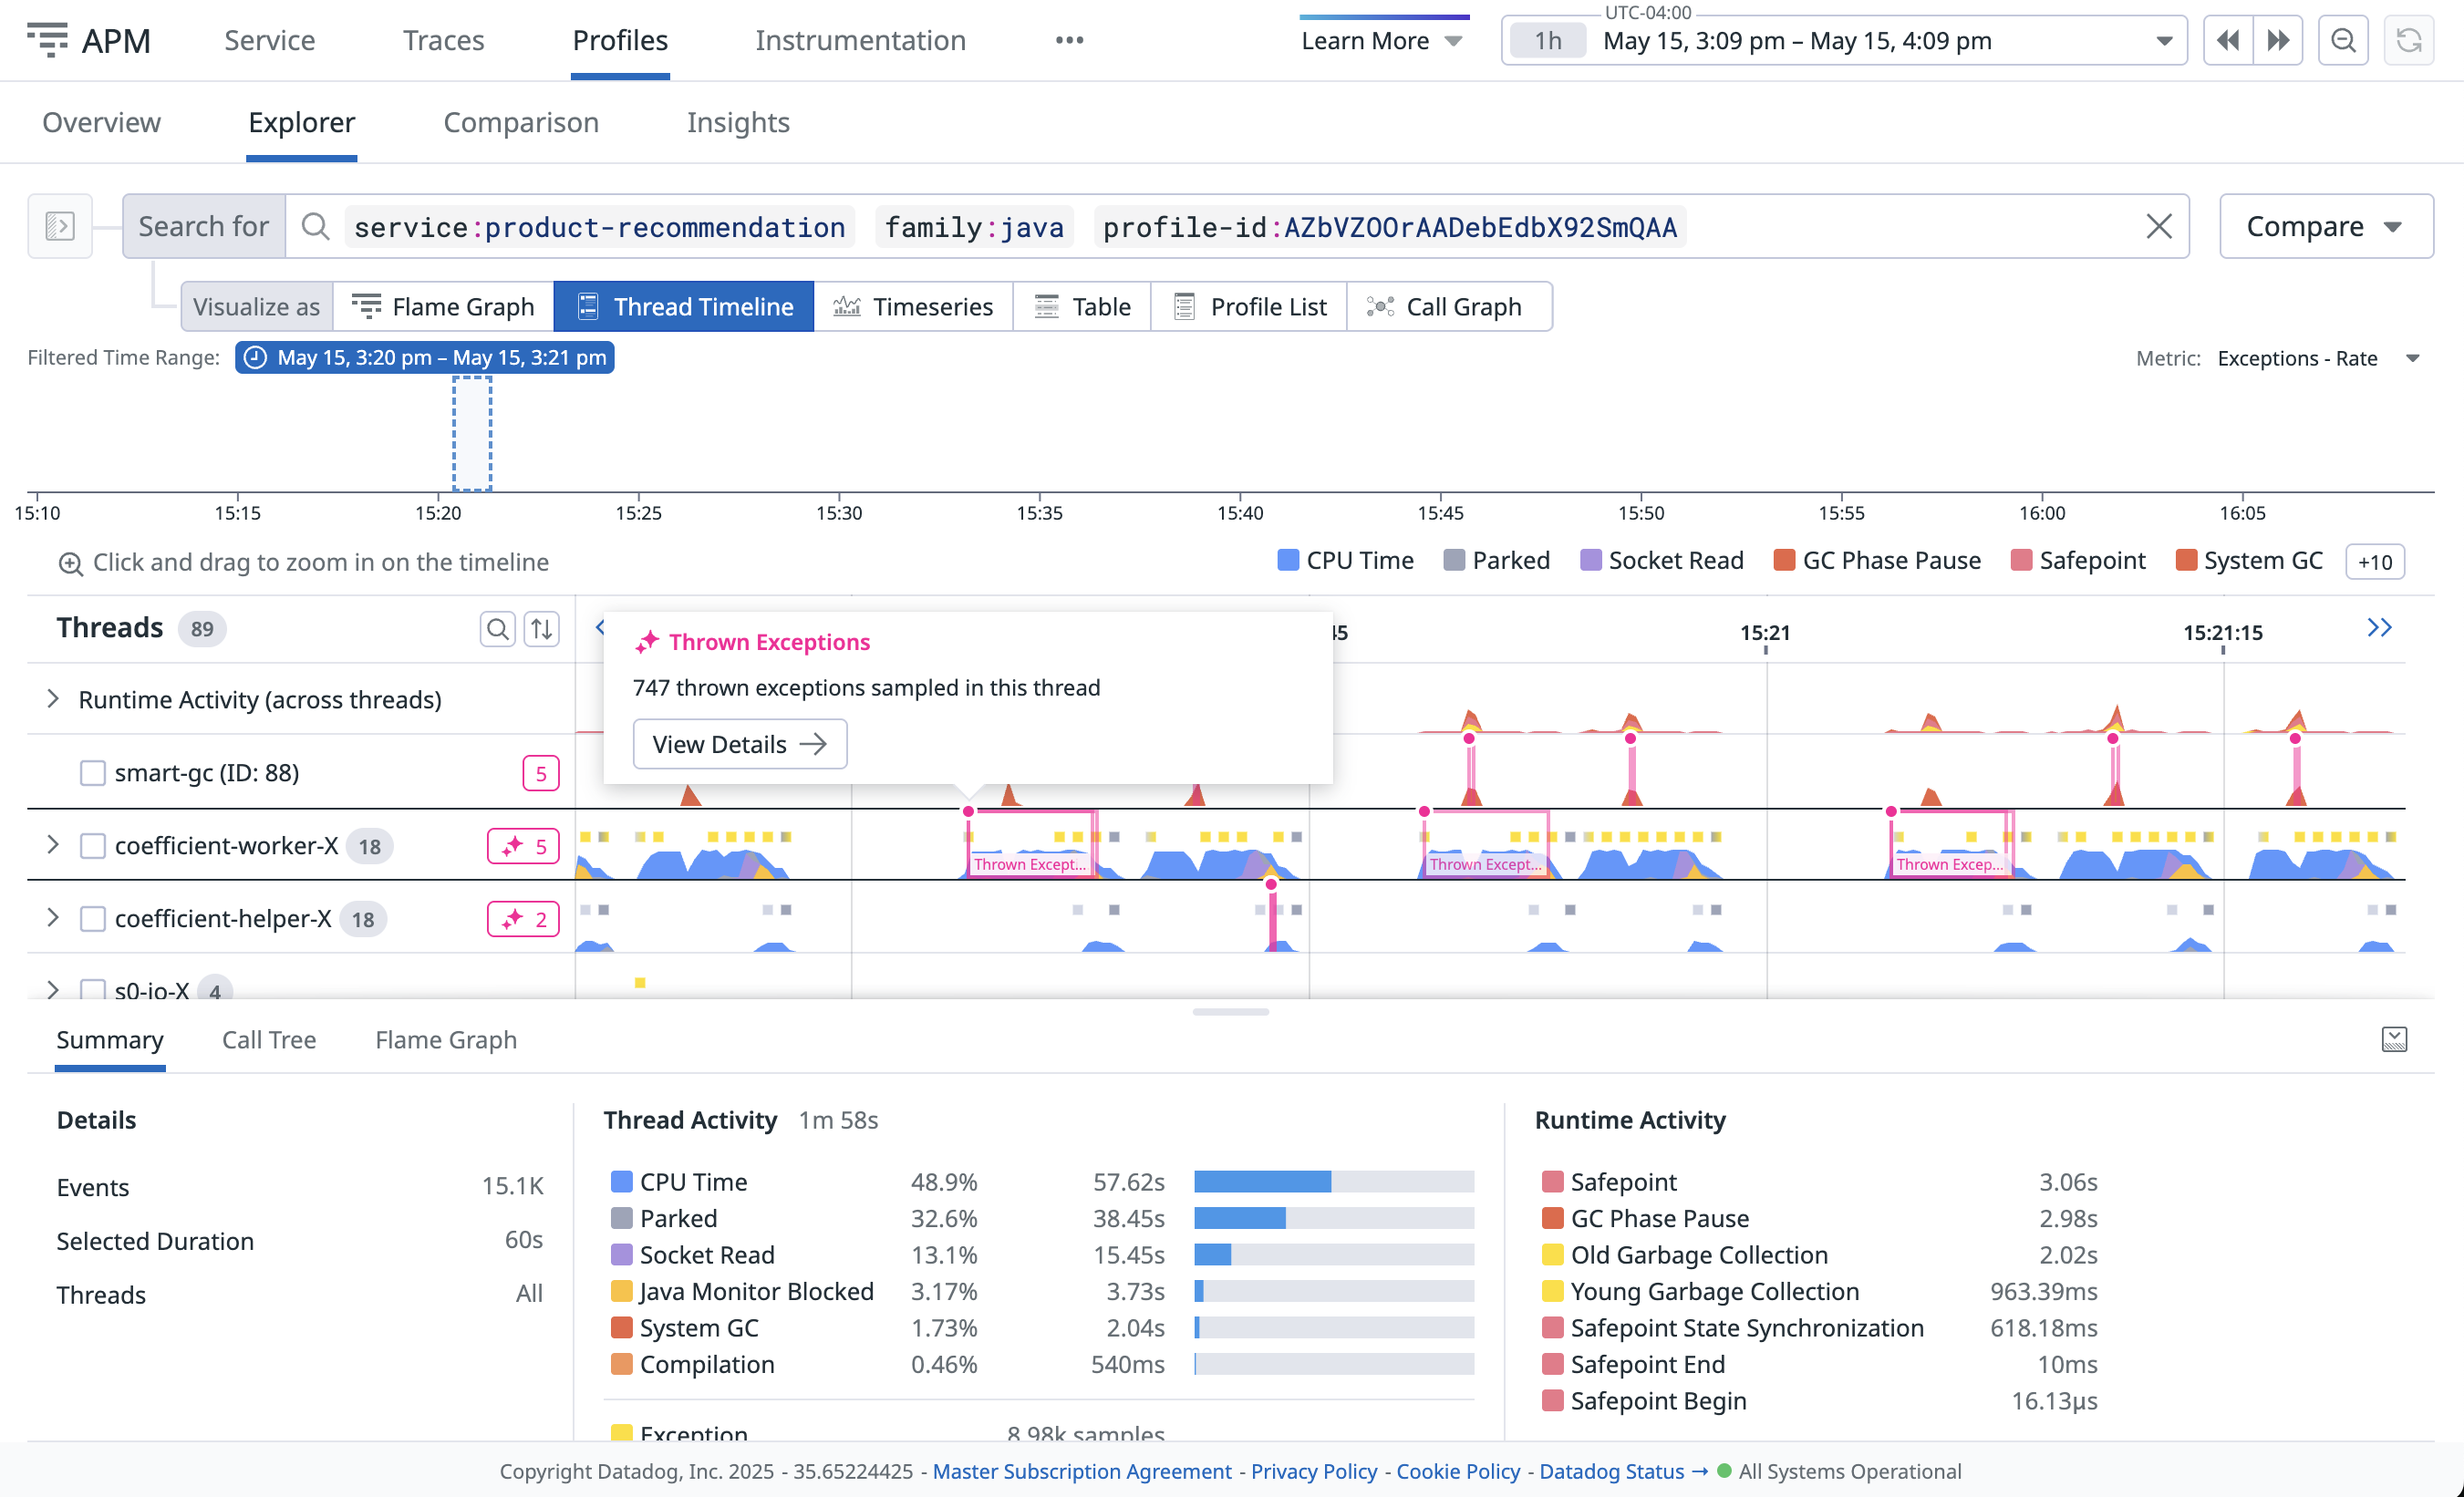 APM Service Traces Profiles Instrumentation ••• Learn More UTC-04:00 1h May 15, 3:09 pm – May 15, 4:09 pm
Overview Explorer Comparison Insights
Search for service:product-recommendation family:java profile-id:AZbVZOOrAADebEdbX92SmQAA Compare
Visualize as Flame Graph Thread Timeline Timeseries Table Profile List Call Graph
Filtered Time Range: May 15, 3:20 pm – May 15, 3:21 pm Metric: Exceptions - Rate
15:10 15:15 15:20 15:25 15:30 15:35 15:40 15:45 15:50 15:55 16:00 16:05
Click and drag to zoom in on the timeline CPU Time Parked Socket Read GC Phase Pause Safepoint System GC +10
Threads 89 45 15:21 15:21:15
Thrown Exceptions
747 thrown exceptions sampled in this thread
View Details →
Runtime Activity (across threads)
smart-gc (ID: 88) 5
coefficient-worker-X 18 5
Thrown Except... Thrown Except... Thrown Excep...
coefficient-helper-X 18 2
s0-io-X 4
Summary Call Tree Flame Graph
Details
Events 15.1K
Selected Duration 60s
Threads All
Thread Activity 1m 58s
CPU Time 48.9% 57.62s
Parked 32.6% 38.45s
Socket Read 13.1% 15.45s
Java Monitor Blocked 3.17% 3.73s
System GC 1.73% 2.04s
Compilation 0.46% 540ms
Exception 8.98k samples
Runtime Activity
Safepoint 3.06s
GC Phase Pause 2.98s
Old Garbage Collection 2.02s
Young Garbage Collection 963.39ms
Safepoint State Synchronization 618.18ms
Safepoint End 10ms
Safepoint Begin 16.13µs
Copyright Datadog, Inc. 2025 - 35.65224425 - Master Subscription Agreement - Privacy Policy - Cookie Policy - Datadog Status → All Systems Operational